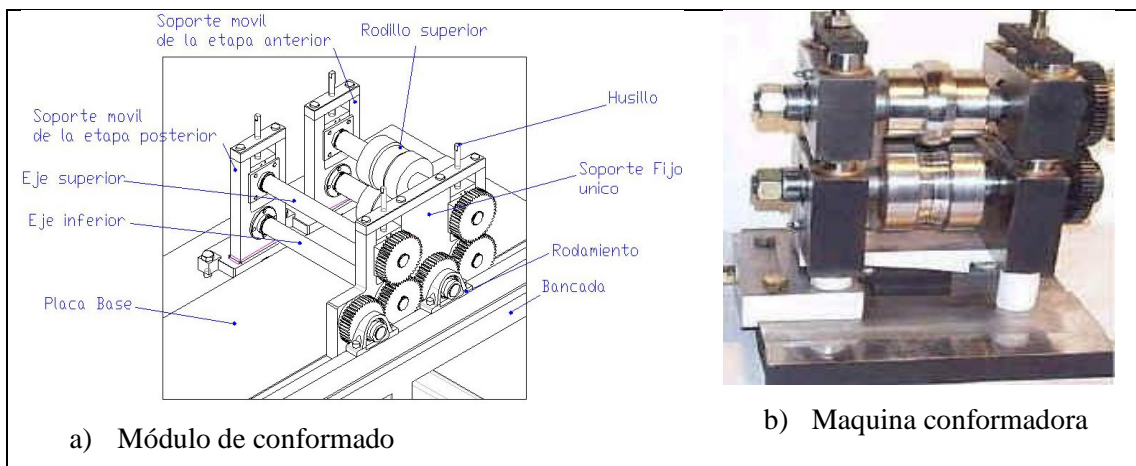 Soporte movil
de la etapa anterior
Rodillo superior
Husillo
Soporte movil
de la etapa posterior
Eje superior
Soporte Fijo
unico
Eje inferior
Rodamiento
Placa Base
Bancada
a) Módulo de conformado
b) Maquina conformadora